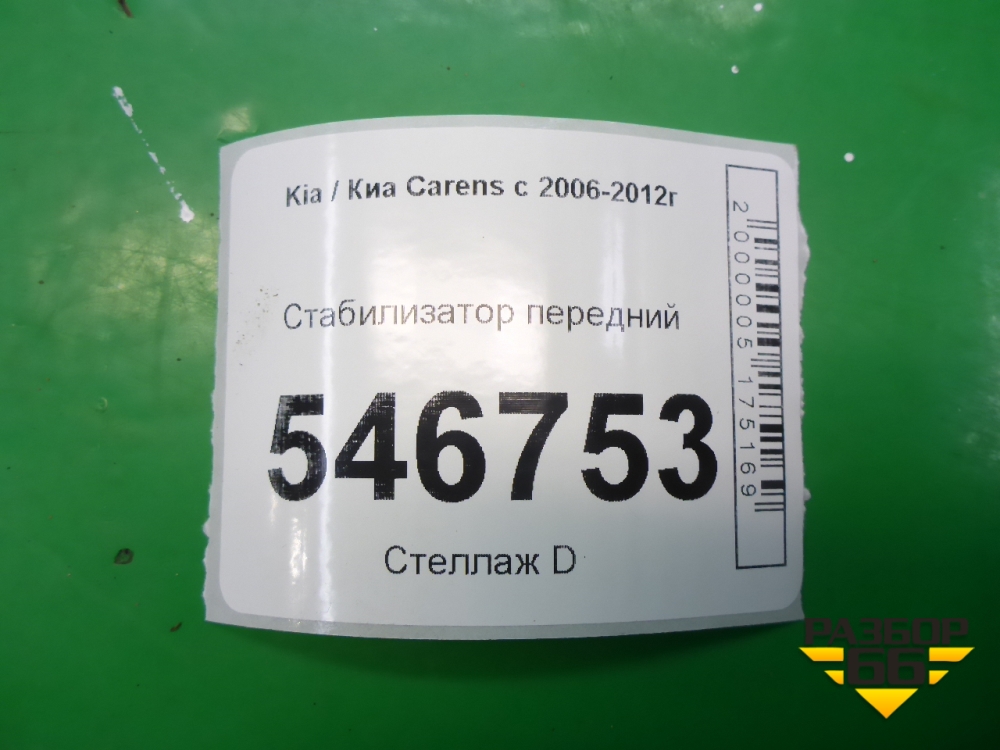 Kia / Киа Carens с 2006-2012г
Стабилизатор передний
546753
Стеллаж D
2000005175169
РАЗБОР
66